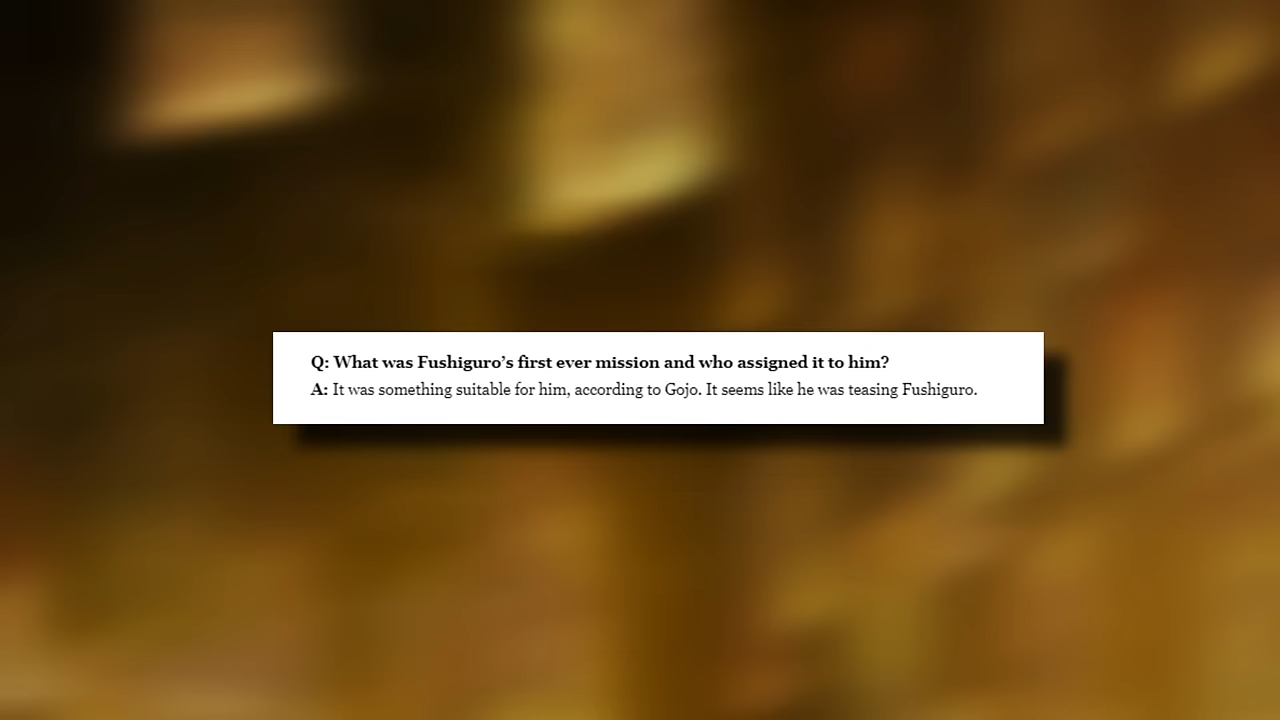 Q: What was Fushiguro’s first ever mission and who assigned it to him?
A: It was something suitable for him, according to Gojo. It seems like he was teasing Fushiguro.